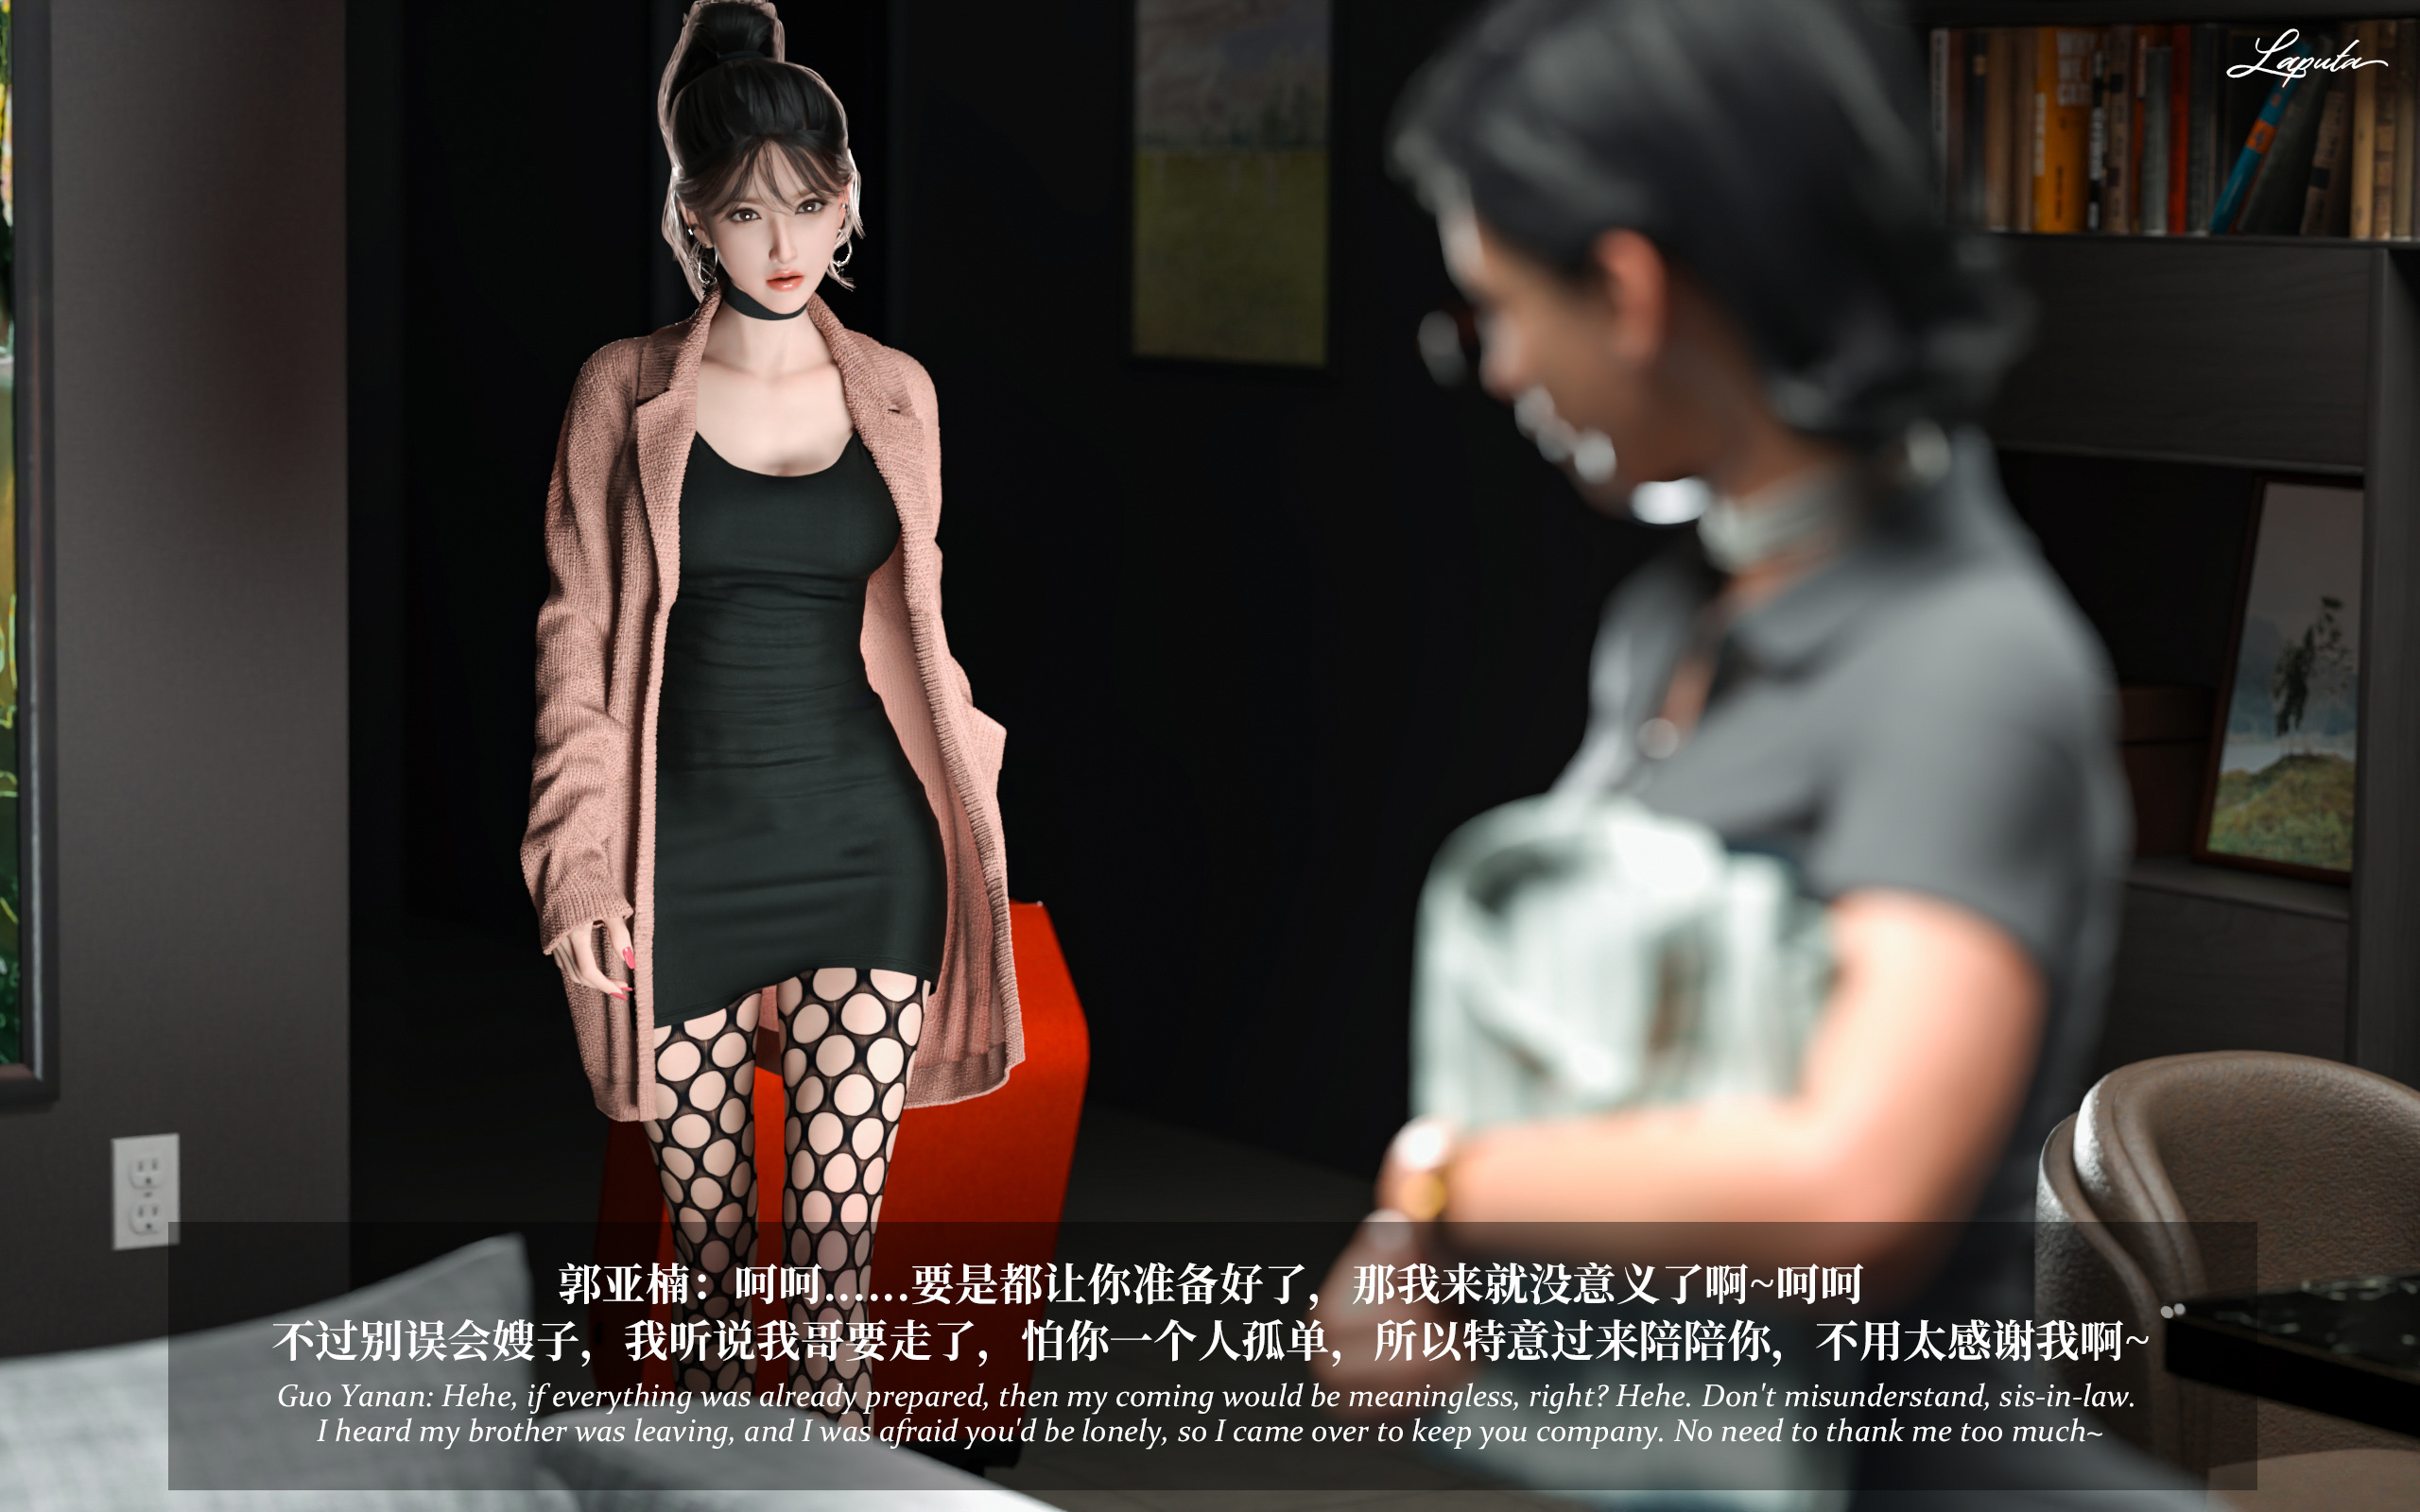 Laputa
郭亚楠：呵呵……要是都让你准备好了，那我来就没意义了啊~呵呵
不过别误会嫂子，我听说我哥要走了，怕你一个人孤单，所以特意过来陪陪你，不用太感谢我啊~
Guo Yanan: Hehe, if everything was already prepared, then my coming would be meaningless, right? Hehe. Don't misunderstand, sis-in-law.
I heard my brother was leaving, and I was afraid you'd be lonely, so I came over to keep you company. No need to thank me too much~